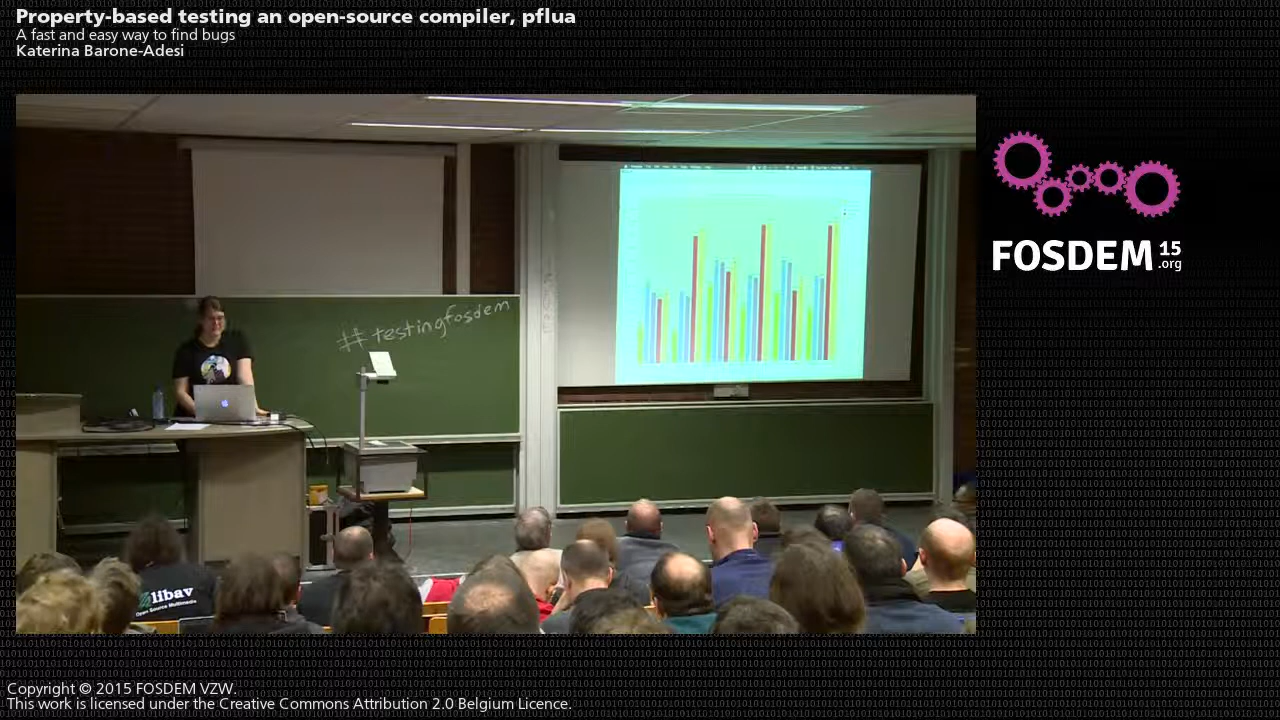 Property-based testing an open-source compiler, pflua
A fast and easy way to find bugs
Katerina Barone-Adesi
# testingfosdem
FOSDEM 15
.org
libav
Open Source Multimedia
Copyright © 2015 FOSDEM VZW.
This work is licensed under the Creative Commons Attribution 2.0 Belgium Licence.